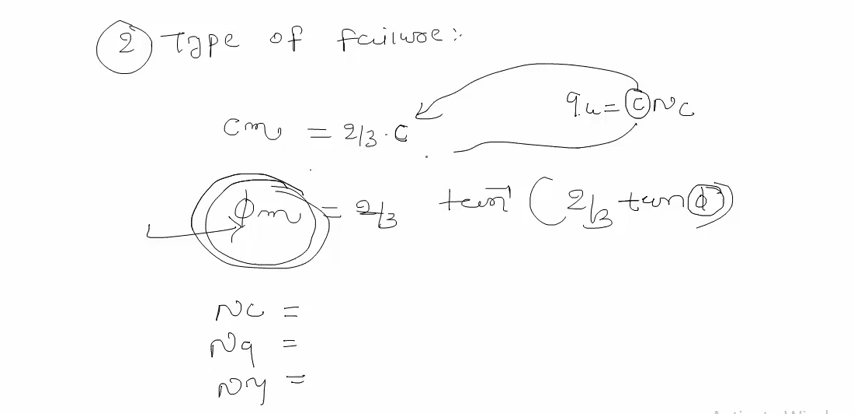 ② Type of failure:-
qu = CNc
Cm = 2/3 · C
ϕm = 2/3 tan⁻¹ ( 2/3 tan ϕ )
Nc =
Nq =
Nγ =